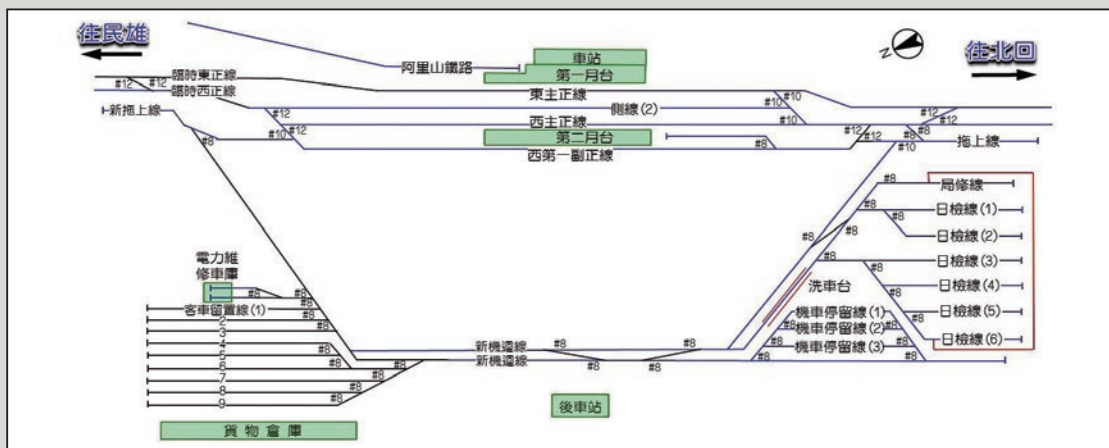 往民雄
車站
N
往北回
阿里山鐵路
第一月台
臨時東正線
#12
#12
臨時西正線
東主正線
#10
新拖上線
側線(2)
#12
西主正線
#10
#12
#12
#8
#10
#12
第二月台
#12
#8
#8
拖上線
西第一副正線
#8
#10
#8
局修線
#8
日檢線(1)
#8
#8
#8
日檢線(2)
電力維
修車庫
#8
日檢線(3)
#8
#8
#8
洗車台
#8
日檢線(4)
客車留置線(1)
#8
機車停留線(1)
#8
日檢線(5)
2
#8
#8
機車停留線(2)
#8
3
#8
日檢線(6)
4
#8
新機迴線
#8
#8
#8
機車停留線(3)
#8
5
#8
新機迴線
#8
#8
#8
#8
6
#8
#8
7
#8
8
#8
9
後車站
貨物倉庫